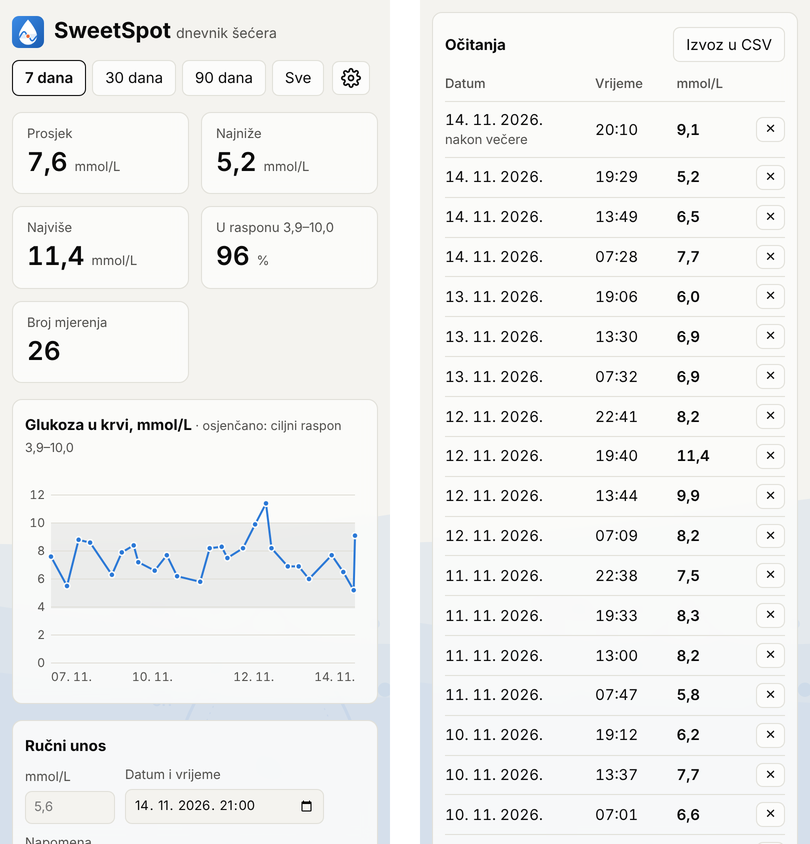 SweetSpot dnevnik šećera
7 dana 30 dana 90 dana Sve
Prosjek
7,6 mmol/L
Najniže
5,2 mmol/L
Najviše
11,4 mmol/L
U rasponu 3,9–10,0
96 %
Broj mjerenja
26
Glukoza u krvi, mmol/L · osjenčano: ciljni raspon
3,9–10,0
12
10
8
6
4
2
0
07. 11. 10. 11. 12. 11. 14. 11.
Ručni unos
mmol/L
5,6
Datum i vrijeme
14. 11. 2026. 21:00
Napomena
Očitanja Izvoz u CSV
Datum Vrijeme mmol/L
14. 11. 2026. 20:10 9,1 ×
nakon večere
14. 11. 2026. 19:29 5,2 ×
14. 11. 2026. 13:49 6,5 ×
14. 11. 2026. 07:28 7,7 ×
13. 11. 2026. 19:06 6,0 ×
13. 11. 2026. 13:30 6,9 ×
13. 11. 2026. 07:32 6,9 ×
12. 11. 2026. 22:41 8,2 ×
12. 11. 2026. 19:40 11,4 ×
12. 11. 2026. 13:44 9,9 ×
12. 11. 2026. 07:09 8,2 ×
11. 11. 2026. 22:38 7,5 ×
11. 11. 2026. 19:33 8,3 ×
11. 11. 2026. 13:00 8,2 ×
11. 11. 2026. 07:47 5,8 ×
10. 11. 2026. 19:12 6,2 ×
10. 11. 2026. 13:37 7,7 ×
10. 11. 2026. 07:01 6,6 ×